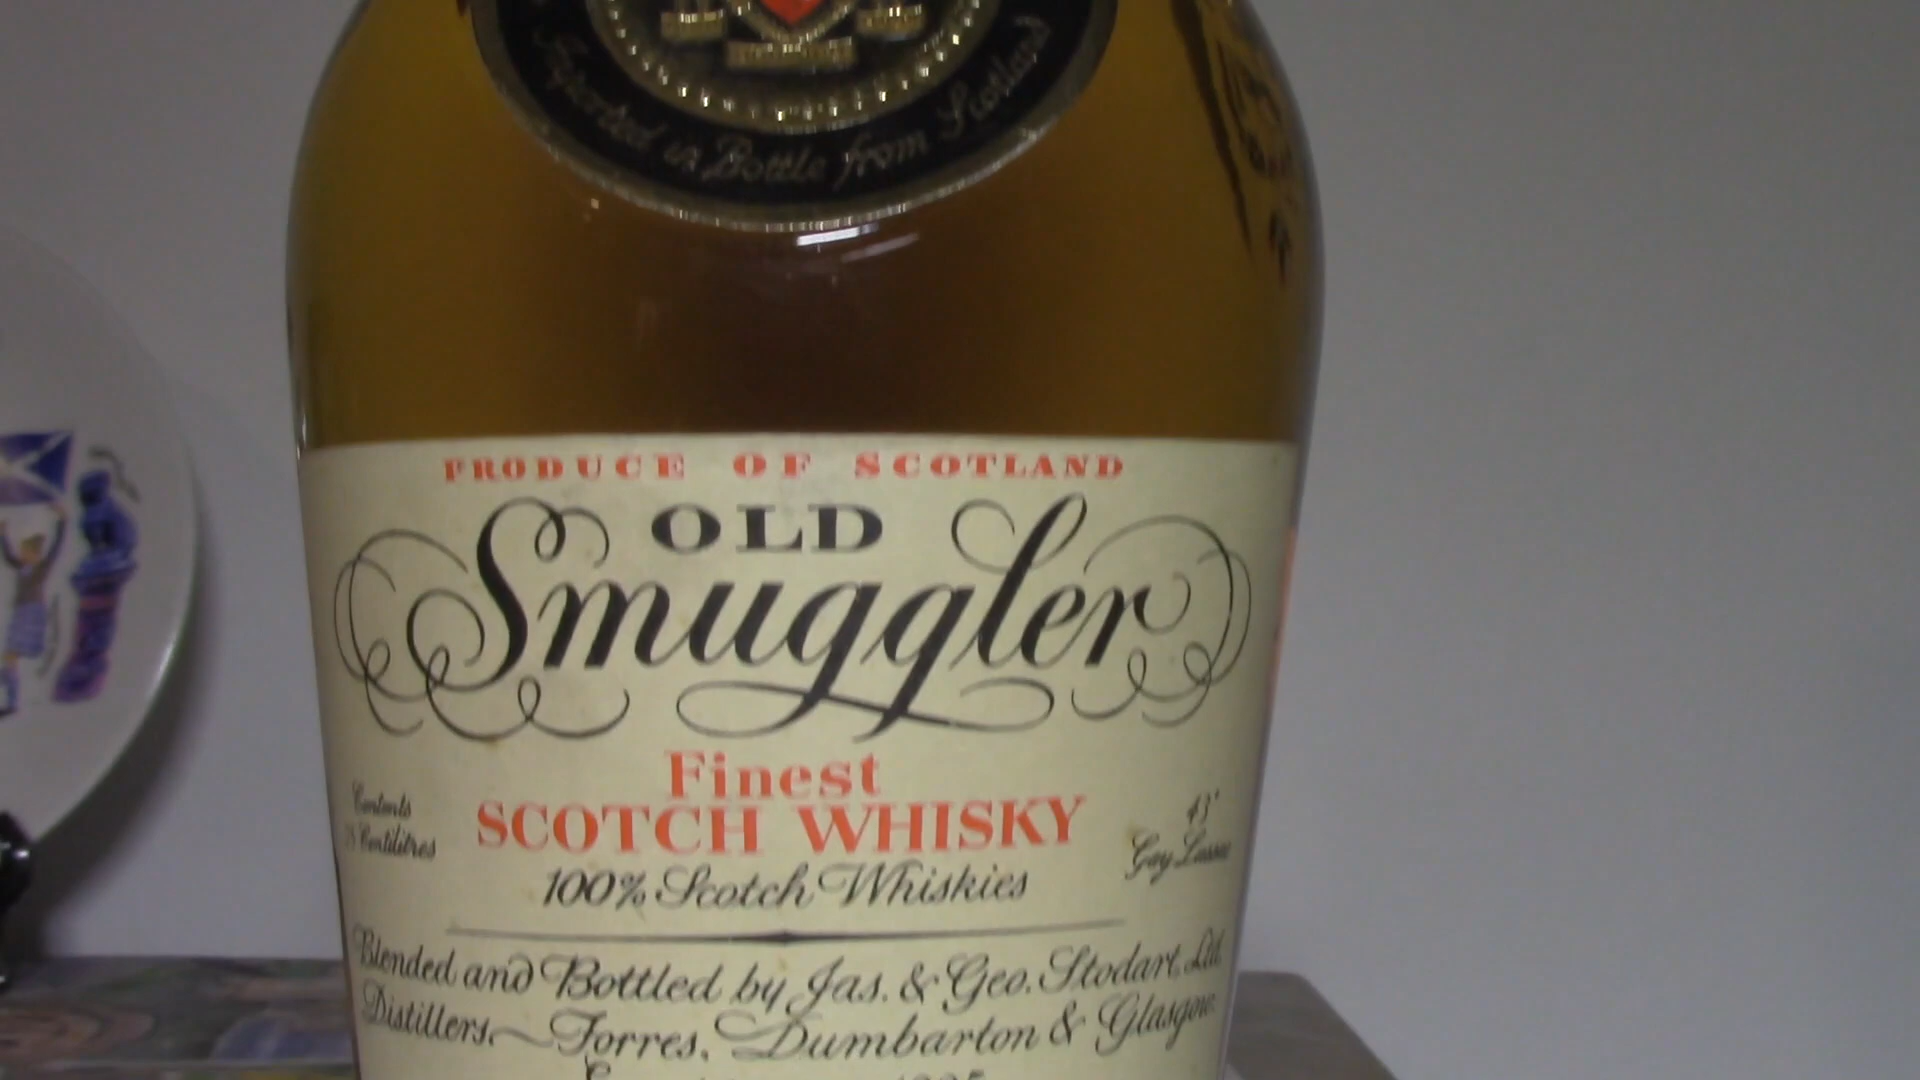 Imported in Bottle from Scotland
PRODUCE OF SCOTLAND
OLD
Smuggler
Finest
SCOTCH WHISKY
100% Scotch Whiskies
Contents
Centilitres
43°
Gay Lussac
Blended and Bottled by Jas. & Geo. Stodart, Ltd.
Distillers, Forres, Dumbarton & Glasgow.